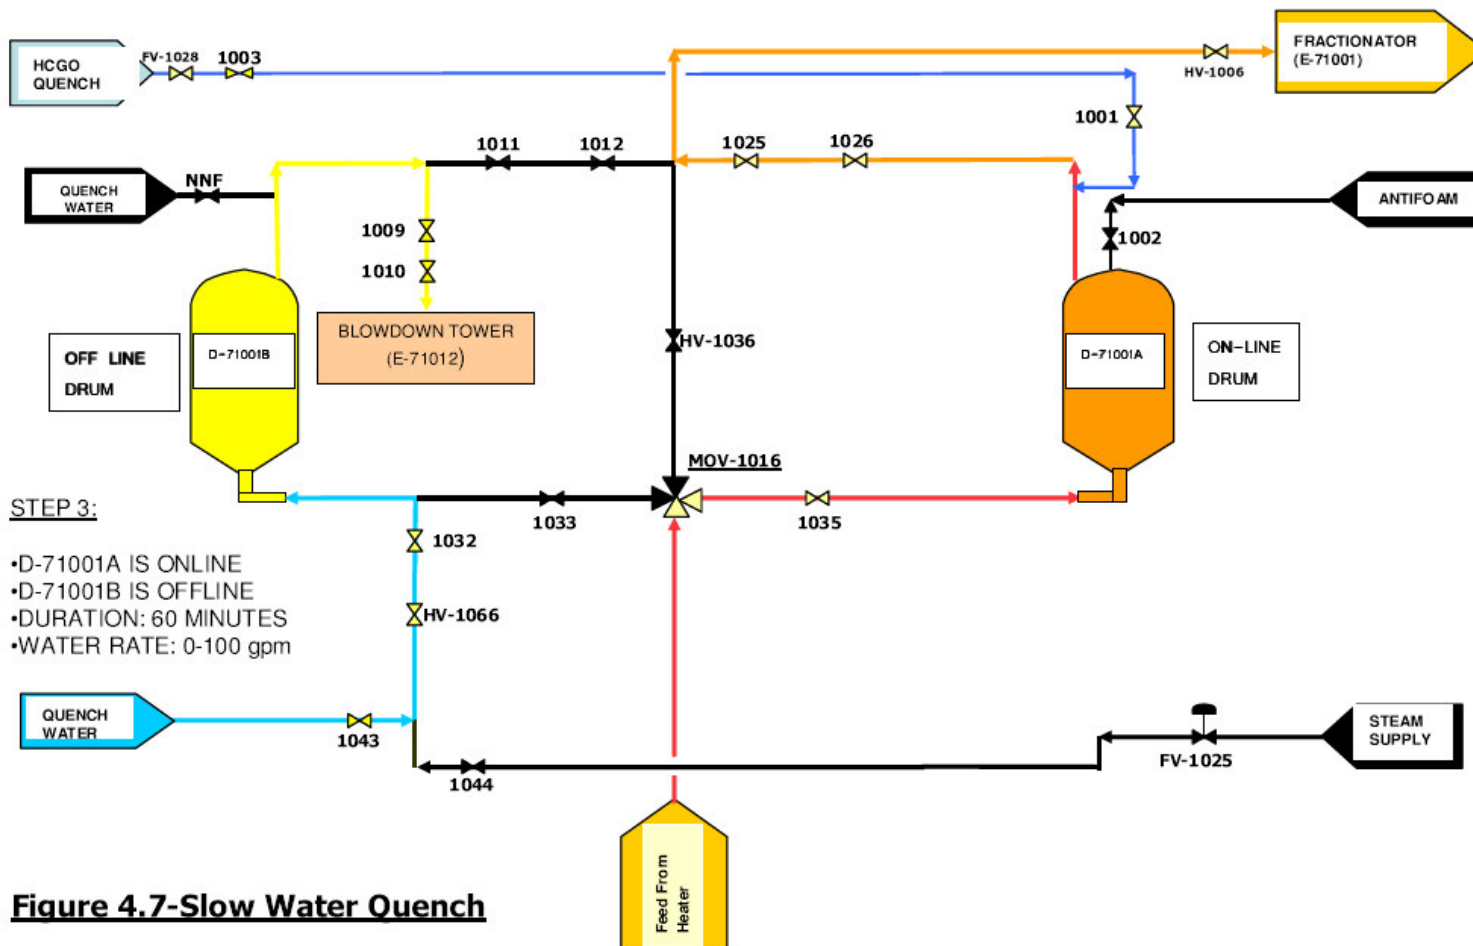 HCGO
QUENCH
FV-1028
1003
HV-1006
FRACTIONATOR
(E-71001)
1001
1011
1012
1025
1026
QUENCH
WATER
NNF
ANTIFOAM
1009
1010
1002
BLOWDOWN TOWER
(E-71012)
HV-1036
OFF LINE
DRUM
D-71001B
D-71001A
ON-LINE
DRUM
MOV-1016
1033
1035
STEP 3:
•D-71001A IS ONLINE
•D-71001B IS OFFLINE
•DURATION: 60 MINUTES
•WATER RATE: 0-100 gpm
1032
HV-1066
QUENCH
WATER
1043
1044
FV-1025
STEAM
SUPPLY
Feed From
Heater
Figure 4.7-Slow Water Quench